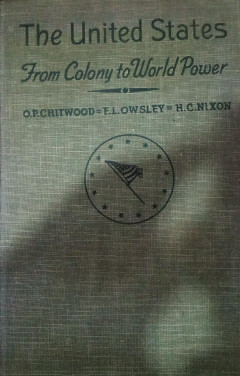 The United States
From Colony to World Power
O.P. CHITWOOD = F.L. OWSLEY = H.C. NIXON